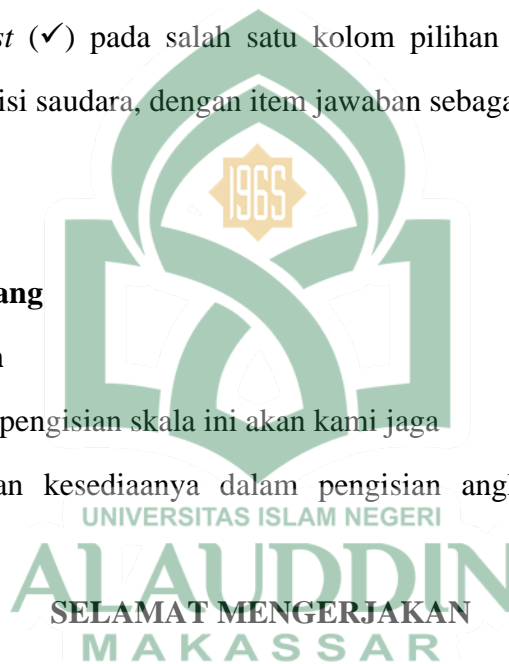 st (✓) pada salah satu kolom pilihan
isi saudara, dengan item jawaban sebaga
1965
ang
n
pengisian skala ini akan kami jaga
an kesediaanya dalam pengisian ang
UNIVERSITAS ISLAM NEGERI
ALAUDDIN
SELAMAT MENGERJAKAN
MAKASSAR